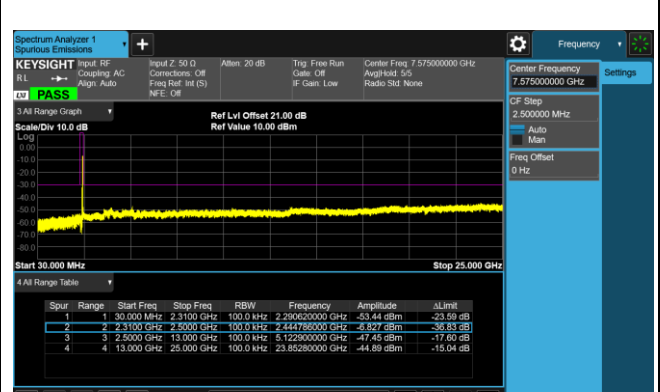 Spectrum Analyzer 1
Spurious Emissions
Frequency
KEYSIGHT
R L
LXI PASS
Input: RF
Coupling: AC
Align: Auto
Input Z: 50 Ω
Corrections: Off
Freq Ref: Int (S)
NFE: Off
Atten: 20 dB
Trig: Free Run
Gate: Off
IF Gain: Low
Center Freq: 7.575000000 GHz
Avg|Hold: 5/5
Radio Std: None
Center Frequency
7.575000000 GHz
Settings
CF Step
2.500000 MHz
Auto
Man
Freq Offset
0 Hz
3 All Range Graph
Scale/Div 10.0 dB
Ref Lvl Offset 21.00 dB
Ref Value 10.00 dBm
Log
0.00
-10.0
-20.0
-30.0
-40.0
-50.0
-60.0
-70.0
-80.0
Start 30.000 MHz
Stop 25.000 GHz
4 All Range Table
Spur Range Start Freq Stop Freq RBW Frequency Amplitude ΔLimit
1 1 30.000 MHz 2.3100 GHz 100.0 kHz 2.290620000 GHz -53.44 dBm -23.59 dB
2 2 2.3100 GHz 2.5000 GHz 100.0 kHz 2.444786000 GHz -6.827 dBm -36.83 dB
3 3 2.5000 GHz 13.000 GHz 100.0 kHz 5.122900000 GHz -47.45 dBm -17.60 dB
4 4 13.000 GHz 25.000 GHz 100.0 kHz 23.85280000 GHz -44.89 dBm -15.04 dB